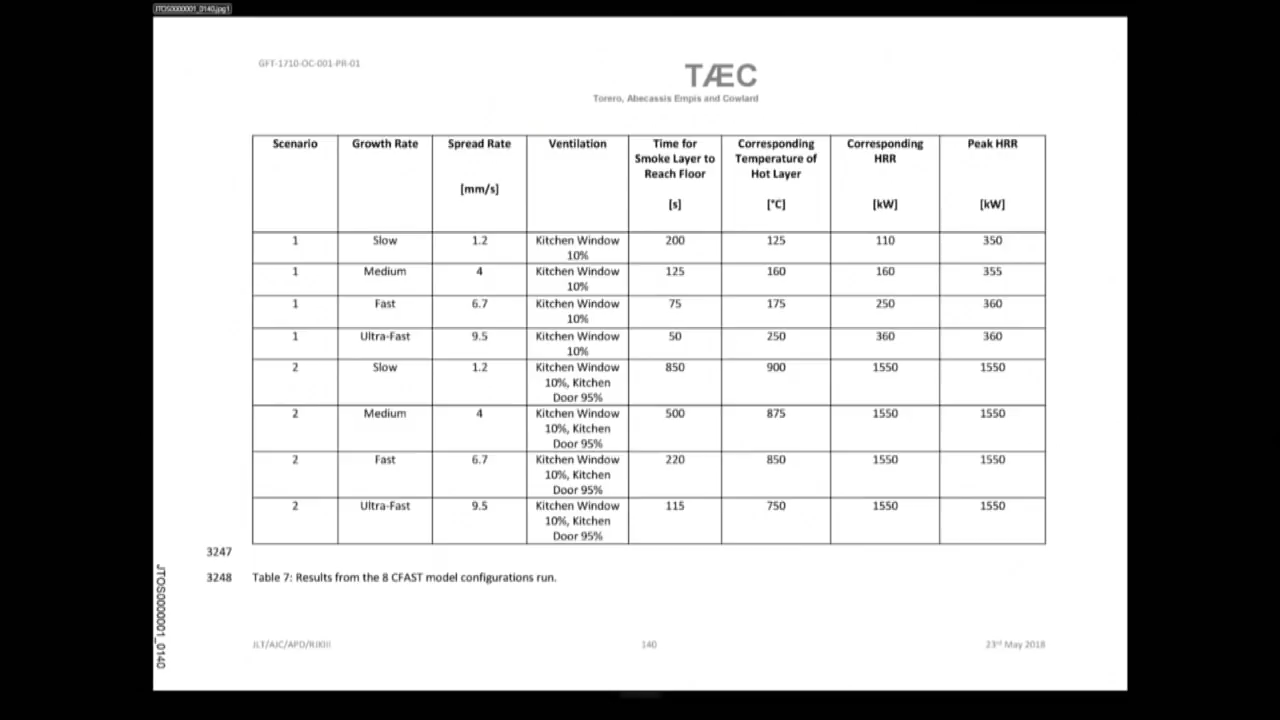 JTOS0000001_0140.jpg1
GFT-1710-OC-001-PR-01
TÆC
Torero, Abecassis Empis and Cowlard
Scenario Growth Rate Spread Rate [mm/s] Ventilation Time for Smoke Layer to Reach Floor [s] Corresponding Temperature of Hot Layer [°C] Corresponding HRR [kW] Peak HRR [kW]
1 Slow 1.2 Kitchen Window 10% 200 125 110 350
1 Medium 4 Kitchen Window 10% 125 160 160 355
1 Fast 6.7 Kitchen Window 10% 75 175 250 360
1 Ultra-Fast 9.5 Kitchen Window 10% 50 250 360 360
2 Slow 1.2 Kitchen Window 10%, Kitchen Door 95% 850 900 1550 1550
2 Medium 4 Kitchen Window 10%, Kitchen Door 95% 500 875 1550 1550
2 Fast 6.7 Kitchen Window 10%, Kitchen Door 95% 220 850 1550 1550
2 Ultra-Fast 9.5 Kitchen Window 10%, Kitchen Door 95% 115 750 1550 1550
3247
3248 Table 7: Results from the 8 CFAST model configurations run.
JLT/AJC/APD/RJKIII 140 23rd May 2018
JTOS0000001_0140